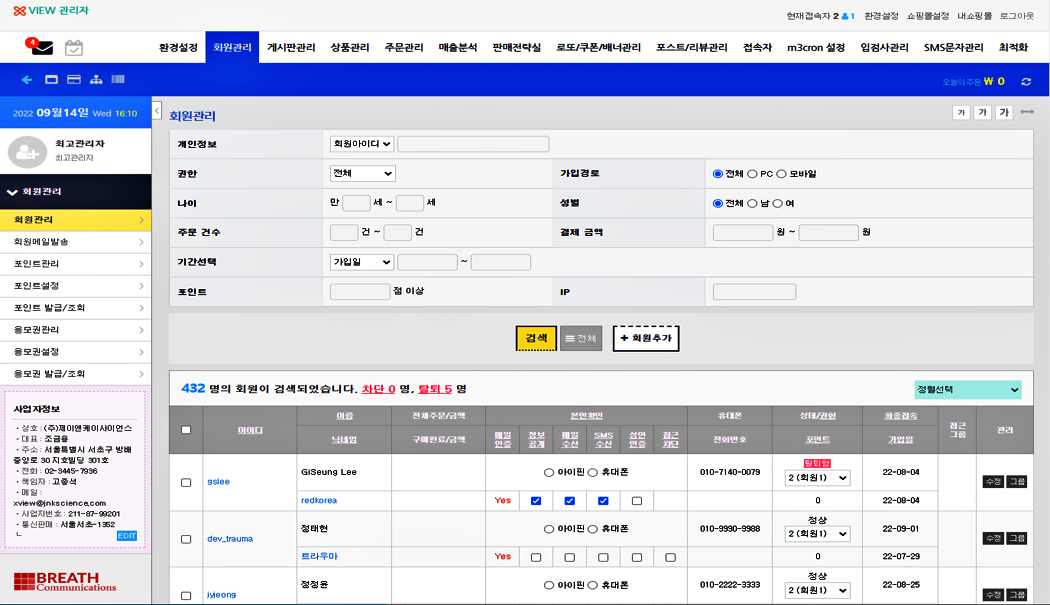 VIEW 관리자
현재접속자 2 1 환경설정 쇼핑몰설정 내쇼핑몰 로그아웃
4
환경설정 회원관리 게시판관리 상품관리 주문관리 매출분석 판매전략실 로또/쿠폰/배너관리 포스트/리뷰관리 접속자 m3cron 설정 입점사관리 SMS문자관리 최적화
오늘의주문 ₩ 0
2022 09월14일 Wed 16:10
최고관리자
최고관리자
회원관리
회원관리
회원메일발송
포인트관리
포인트설정
포인트 발급/조회
응모권관리
응모권설정
응모권 발급/조회
사업자정보
- 상호 : (주)제이앤케이사이언스
- 대표 : 조금용
- 주소 : 서울특별시 서초구 방배
중앙로 30 지호빌딩 301호
- 전화 : 02-3445-7936
- 책임자 : 고중석
- 메일 :
xview@jnkscience.com
- 사업자번호 : 211-87-99201
- 통신판매 : 서울서초-1352
ㄴ EDIT
BREATH
Communications
회원관리 가 가 가
개인정보 회원아이디
권한 전체 가입경로 전체 PC 모바일
나이 만 세 ~ 세 성별 전체 남 여
주문 건수 건 ~ 건 결제 금액 원 ~ 원
기간선택 가입일 ~
포인트 점 이상 IP
검색 전체 + 회원추가
432 명의 회원이 검색되었습니다. 차단 0 명, 탈퇴 5 명 정렬선택
아이디 이름 전체주문/금액 본인확인 휴대폰 상태/권한 최종접속 접근그룹 관리
닉네임 구매완료/금액 메일인증 정보공개 메일수신 SMS수신 성인인증 접근차단 전화번호 포인트 가입일
gslee GiSeung Lee 아이핀 휴대폰 010-7140-0079 탈퇴함 2 (회원1) 22-08-04 수정 그룹
redkorea Yes 0 22-08-04
dev_trauma 정태현 아이핀 휴대폰 010-9990-9988 정상 2 (회원1) 22-09-01 수정 그룹
트라우마 Yes 0 22-07-29
jyjeong 정정윤 아이핀 휴대폰 010-2222-3333 정상 2 (회원1) 22-08-25 수정 그룹